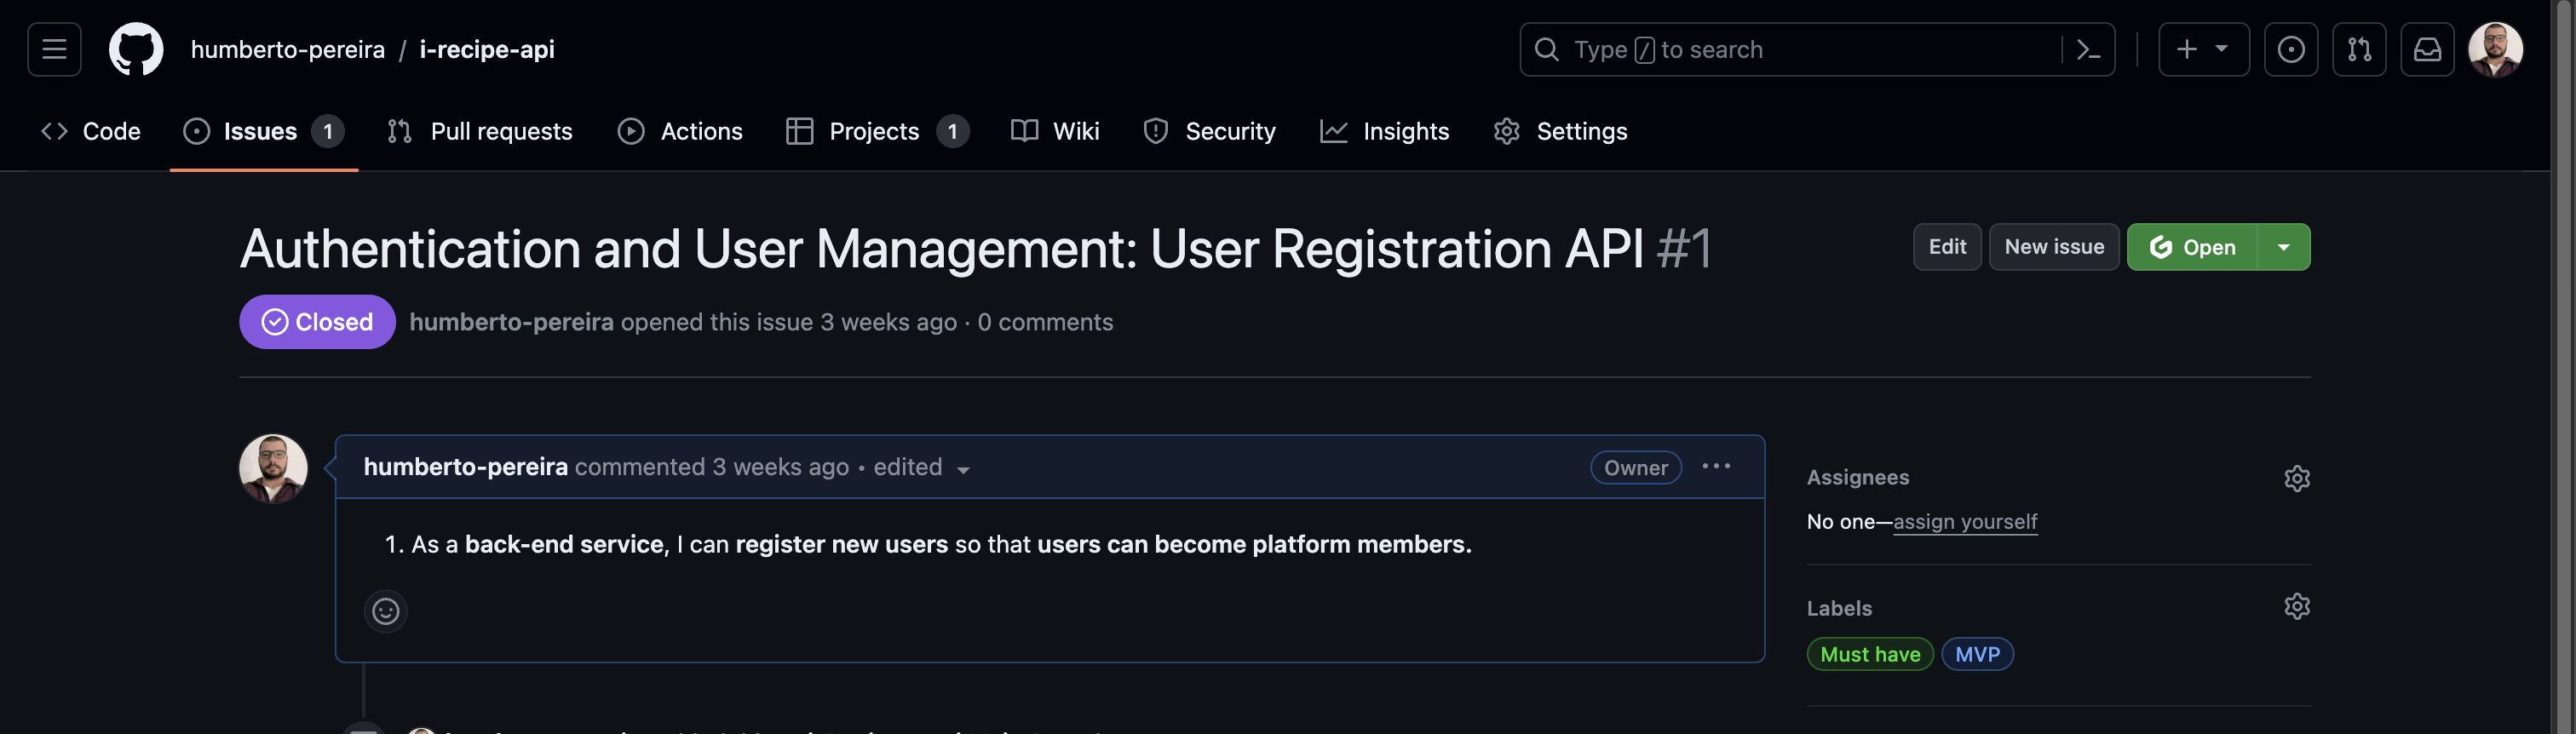 humberto-pereira / i-recipe-api
Type / to search
Code
Issues 1
Pull requests
Actions
Projects 1
Wiki
Security
Insights
Settings
Authentication and User Management: User Registration API #1
Edit
New issue
Open
Closed
humberto-pereira opened this issue 3 weeks ago · 0 comments
humberto-pereira commented 3 weeks ago • edited
Owner
1. As a back-end service, I can register new users so that users can become platform members.
Assignees
No one—assign yourself
Labels
Must have
MVP